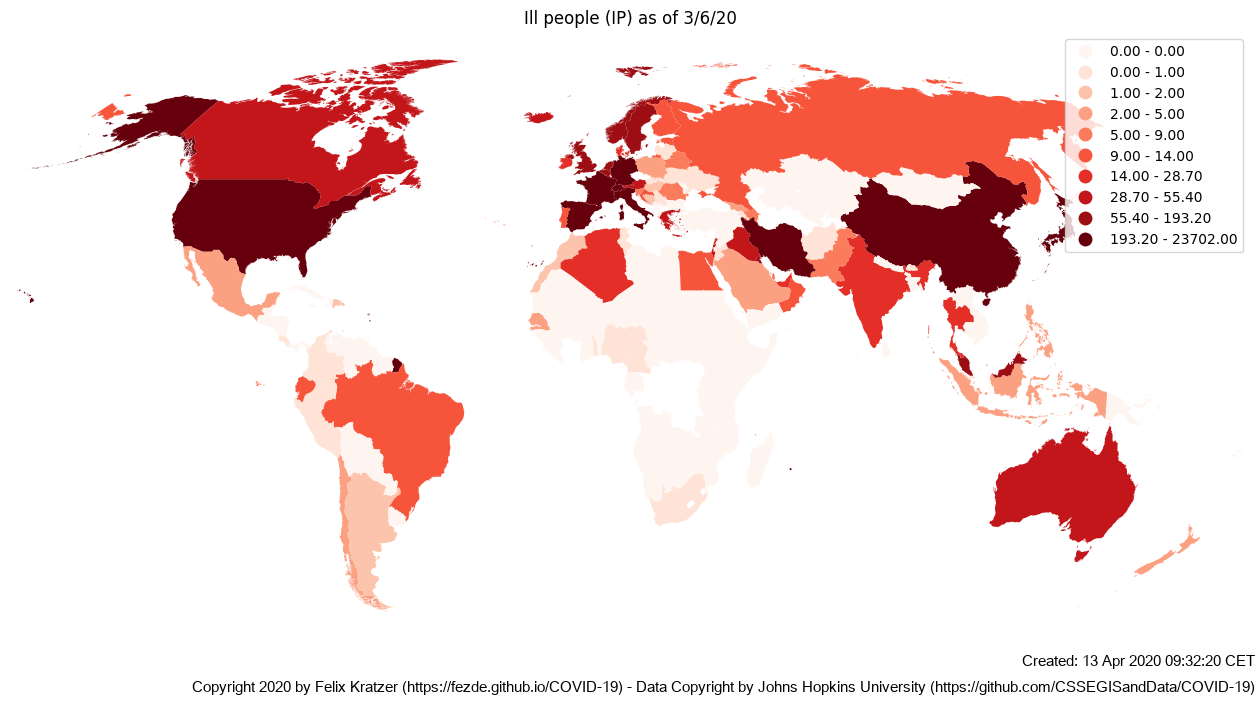 Ill people (IP) as of 3/6/20
0.00 - 0.00
0.00 - 1.00
1.00 - 2.00
2.00 - 5.00
5.00 - 9.00
9.00 - 14.00
14.00 - 28.70
28.70 - 55.40
55.40 - 193.20
193.20 - 23702.00
Created: 13 Apr 2020 09:32:20 CET
Copyright 2020 by Felix Kratzer (https://fezde.github.io/COVID-19) - Data Copyright by Johns Hopkins University (https://github.com/CSSEGISandData/COVID-19)